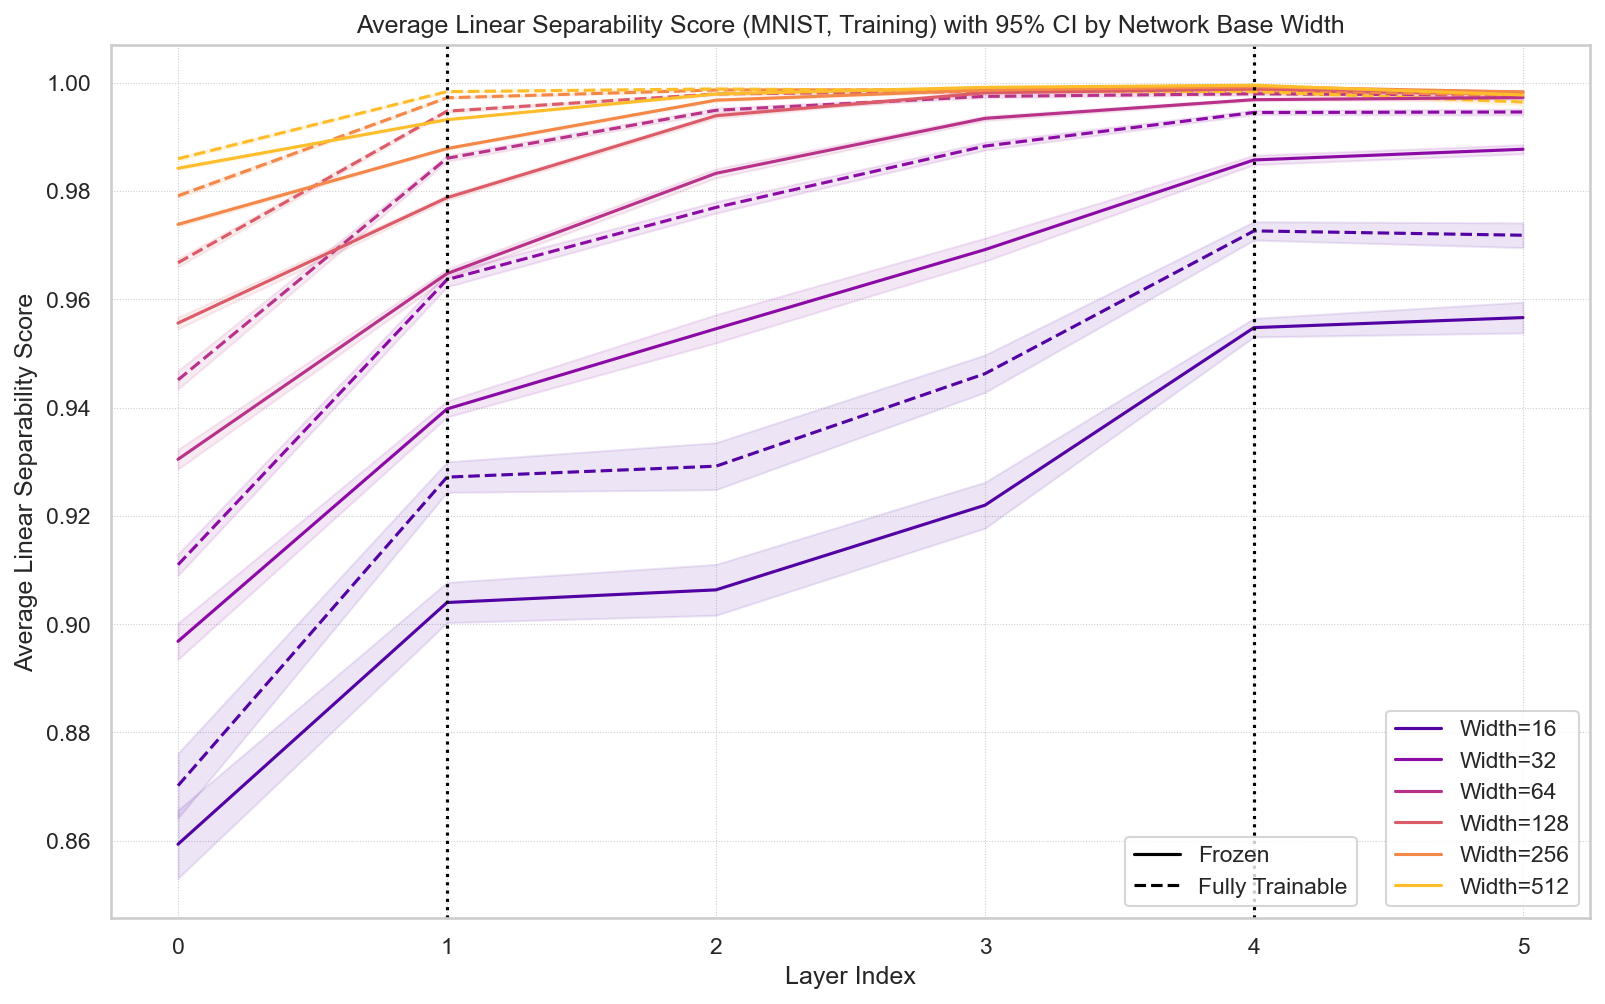 Average Linear Separability Score (MNIST, Training) with 95% CI by Network Base Width
Average Linear Separability Score
1.00
0.98
0.96
0.94
0.92
0.90
0.88
0.86
Frozen
Fully Trainable
Width=16
Width=32
Width=64
Width=128
Width=256
Width=512
0 1 2 3 4 5
Layer Index